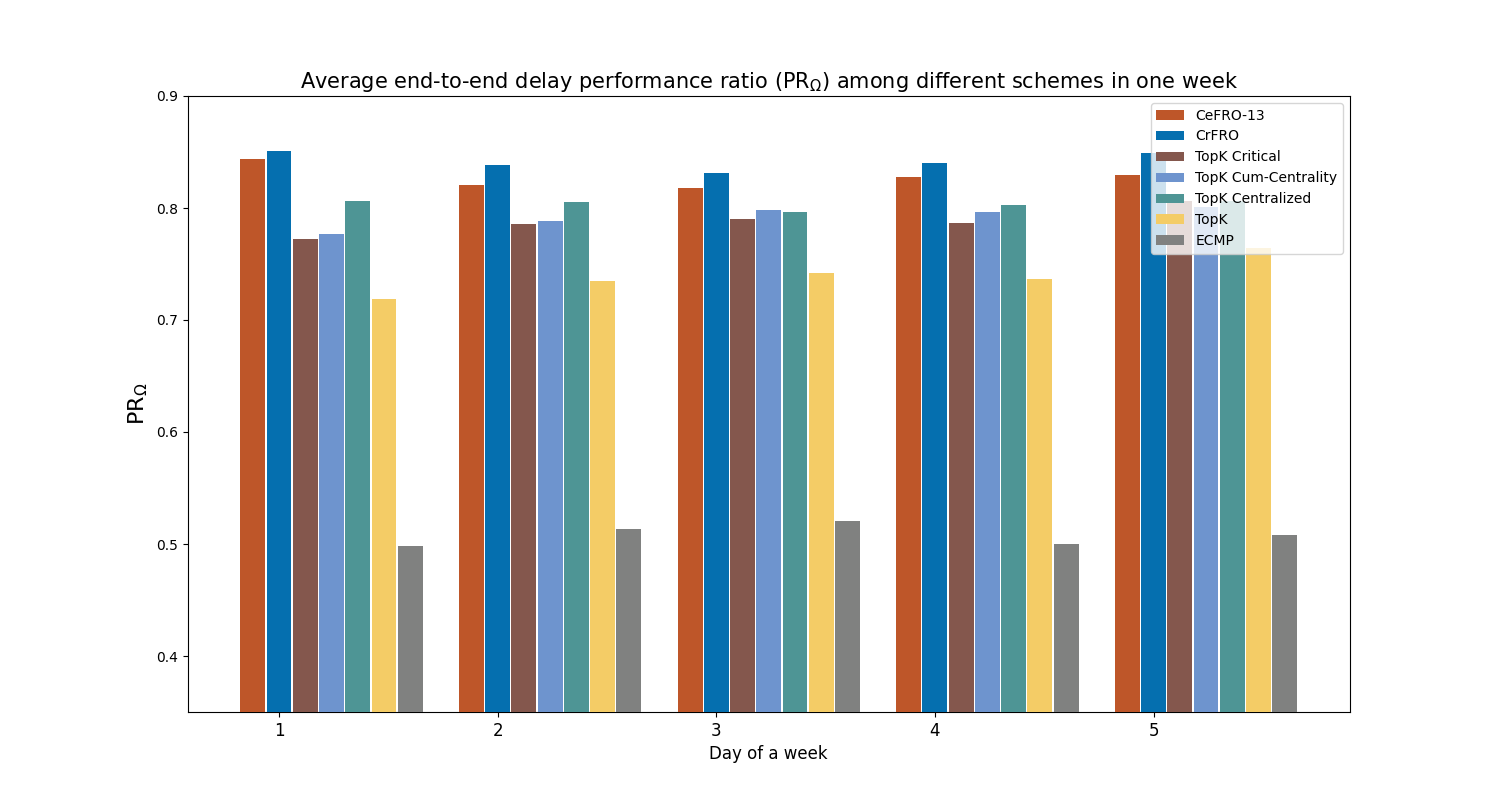 Average end-to-end delay performance ratio (PR_Ω) among different schemes in one week
0.9
0.8
0.7
0.6
0.5
0.4
PR_Ω
CeFRO-13
CrFRO
TopK Critical
TopK Cum-Centrality
TopK Centralized
TopK
ECMP
1 2 3 4 5
Day of a week